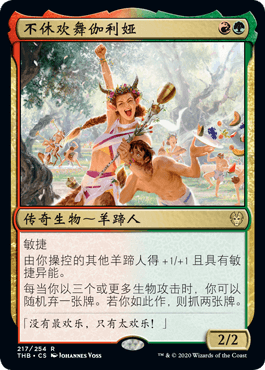 不休欢舞伽利娅
传奇生物～羊蹄人
敏捷
由你操控的其他羊蹄人得+1/+1且具有敏
捷异能。
每当你以三个或更多生物攻击时，你可以
随机弃一张牌。若你如此作，则抓两张牌。
「没有最欢乐，只有太欢乐！」
2/2
217/254 R
THB • CS Johannes Voss
™ & © 2020 Wizards of the Coast